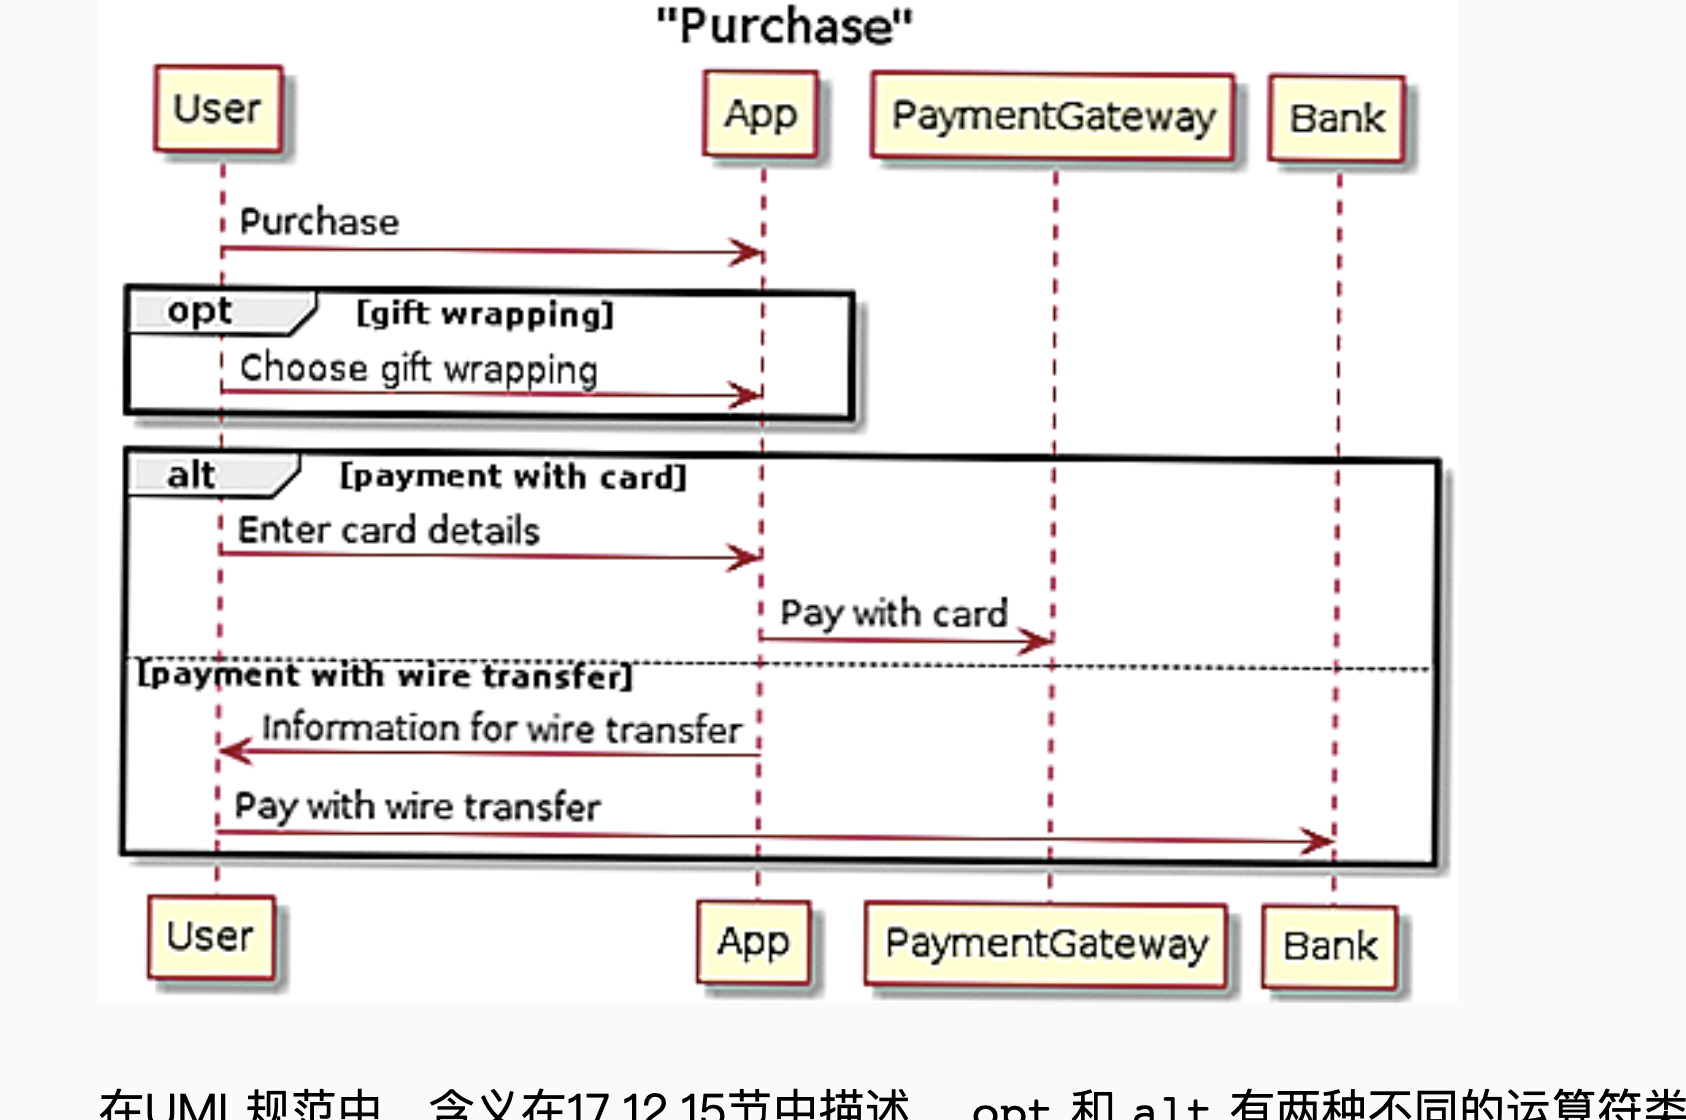 "Purchase"
User App PaymentGateway Bank
Purchase
opt [gift wrapping]
Choose gift wrapping
alt [payment with card]
Enter card details
Pay with card
[payment with wire transfer]
Information for wire transfer
Pay with wire transfer
User App PaymentGateway Bank
在UML规范中，含义在17.12.15节中描述。 opt 和 alt 有两种不同的运算符类